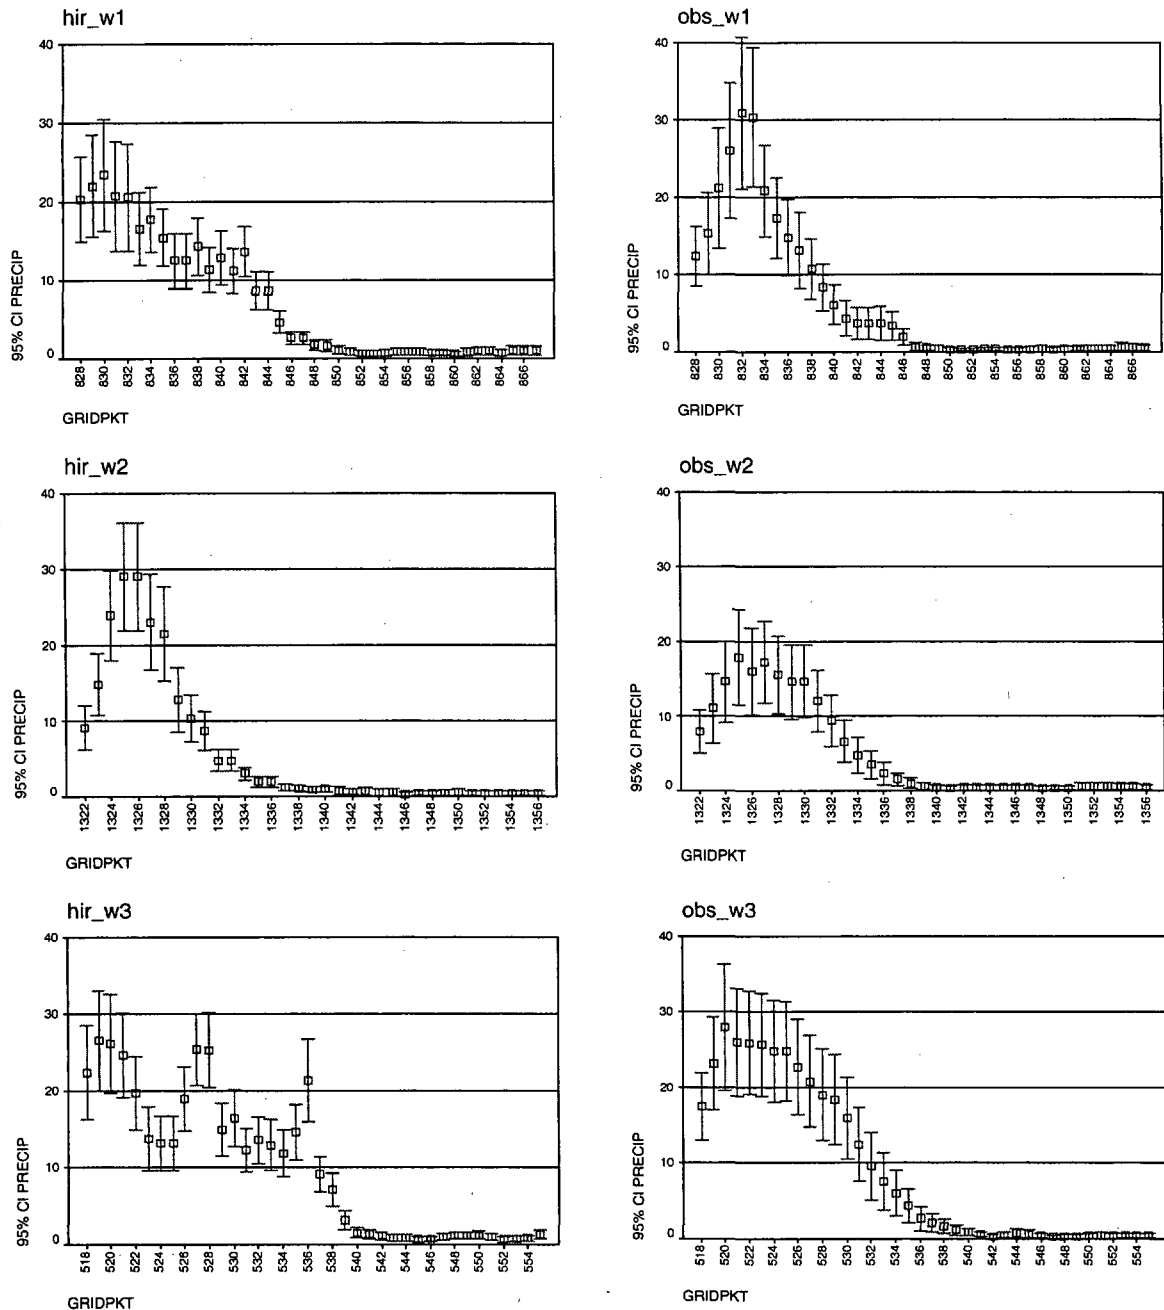 hir_w1
40
30
20
10
0
95% CI PRECIP
828 830 832 834 836 838 840 842 844 846 848 850 852 854 856 858 860 862 864 866
GRIDPKT
obs_w1
40
30
20
10
0
95% CI PRECIP
828 830 832 834 836 838 840 842 844 846 848 850 852 854 856 858 860 862 864 866
GRIDPKT
hir_w2
40
30
20
10
0
95% CI PRECIP
1322 1324 1326 1328 1330 1332 1334 1336 1338 1340 1342 1344 1346 1348 1350 1352 1354 1356
GRIDPKT
obs_w2
40
30
20
10
0
95% CI PRECIP
1322 1324 1326 1328 1330 1332 1334 1336 1338 1340 1342 1344 1346 1348 1350 1352 1354 1356
GRIDPKT
hir_w3
40
30
20
10
0
95% CI PRECIP
518 520 522 524 526 528 530 532 534 536 538 540 542 544 546 548 550 552 554
GRIDPKT
obs_w3
40
30
20
10
0
95% CI PRECIP
518 520 522 524 526 528 530 532 534 536 538 540 542 544 546 548 550 552 554
GRIDPKT